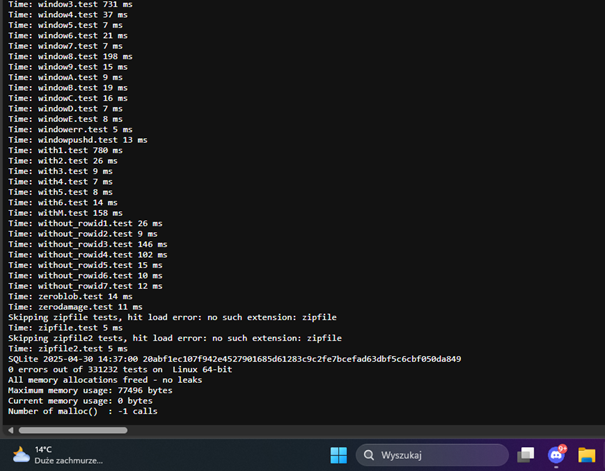 Time: window3.test 731 ms
Time: window4.test 37 ms
Time: window5.test 7 ms
Time: window6.test 21 ms
Time: window7.test 7 ms
Time: window8.test 198 ms
Time: window9.test 15 ms
Time: windowA.test 9 ms
Time: windowB.test 19 ms
Time: windowC.test 16 ms
Time: windowD.test 7 ms
Time: windowE.test 8 ms
Time: windowerr.test 5 ms
Time: windowpushd.test 13 ms
Time: with1.test 780 ms
Time: with2.test 26 ms
Time: with3.test 9 ms
Time: with4.test 7 ms
Time: with5.test 8 ms
Time: with6.test 14 ms
Time: withM.test 158 ms
Time: without_rowid1.test 26 ms
Time: without_rowid2.test 9 ms
Time: without_rowid3.test 146 ms
Time: without_rowid4.test 102 ms
Time: without_rowid5.test 15 ms
Time: without_rowid6.test 10 ms
Time: without_rowid7.test 12 ms
Time: zeroblob.test 14 ms
Time: zerodamage.test 11 ms
Skipping zipfile tests, hit load error: no such extension: zipfile
Time: zipfile.test 5 ms
Skipping zipfile2 tests, hit load error: no such extension: zipfile
Time: zipfile2.test 5 ms
SQLite 2025-04-30 14:37:00 20abf1ec107f942e4527901685d61283c9c2fe7bcefad63dbf5c6cbf050da849
0 errors out of 331232 tests on  Linux 64-bit
All memory allocations freed - no leaks
Maximum memory usage: 77496 bytes
Current memory usage: 0 bytes
Number of malloc()  : -1 calls
14°C
Duże zachmurze...
Wyszukaj
9+